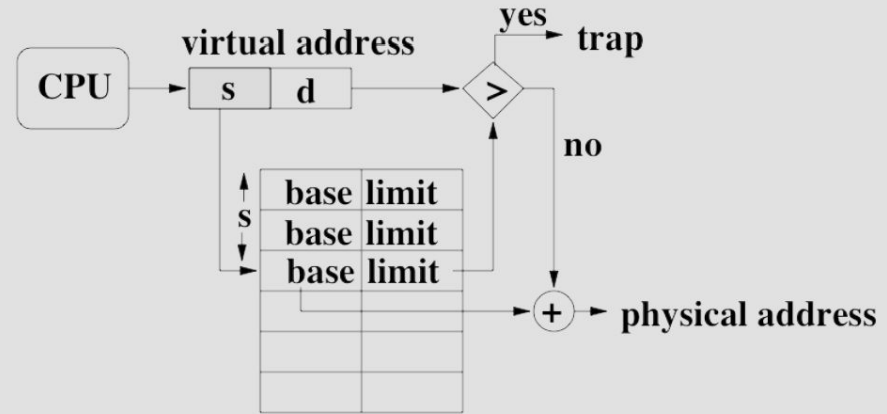 yes
trap
virtual address
CPU
s d
>
no
s
base limit
base limit
base limit
+
physical address